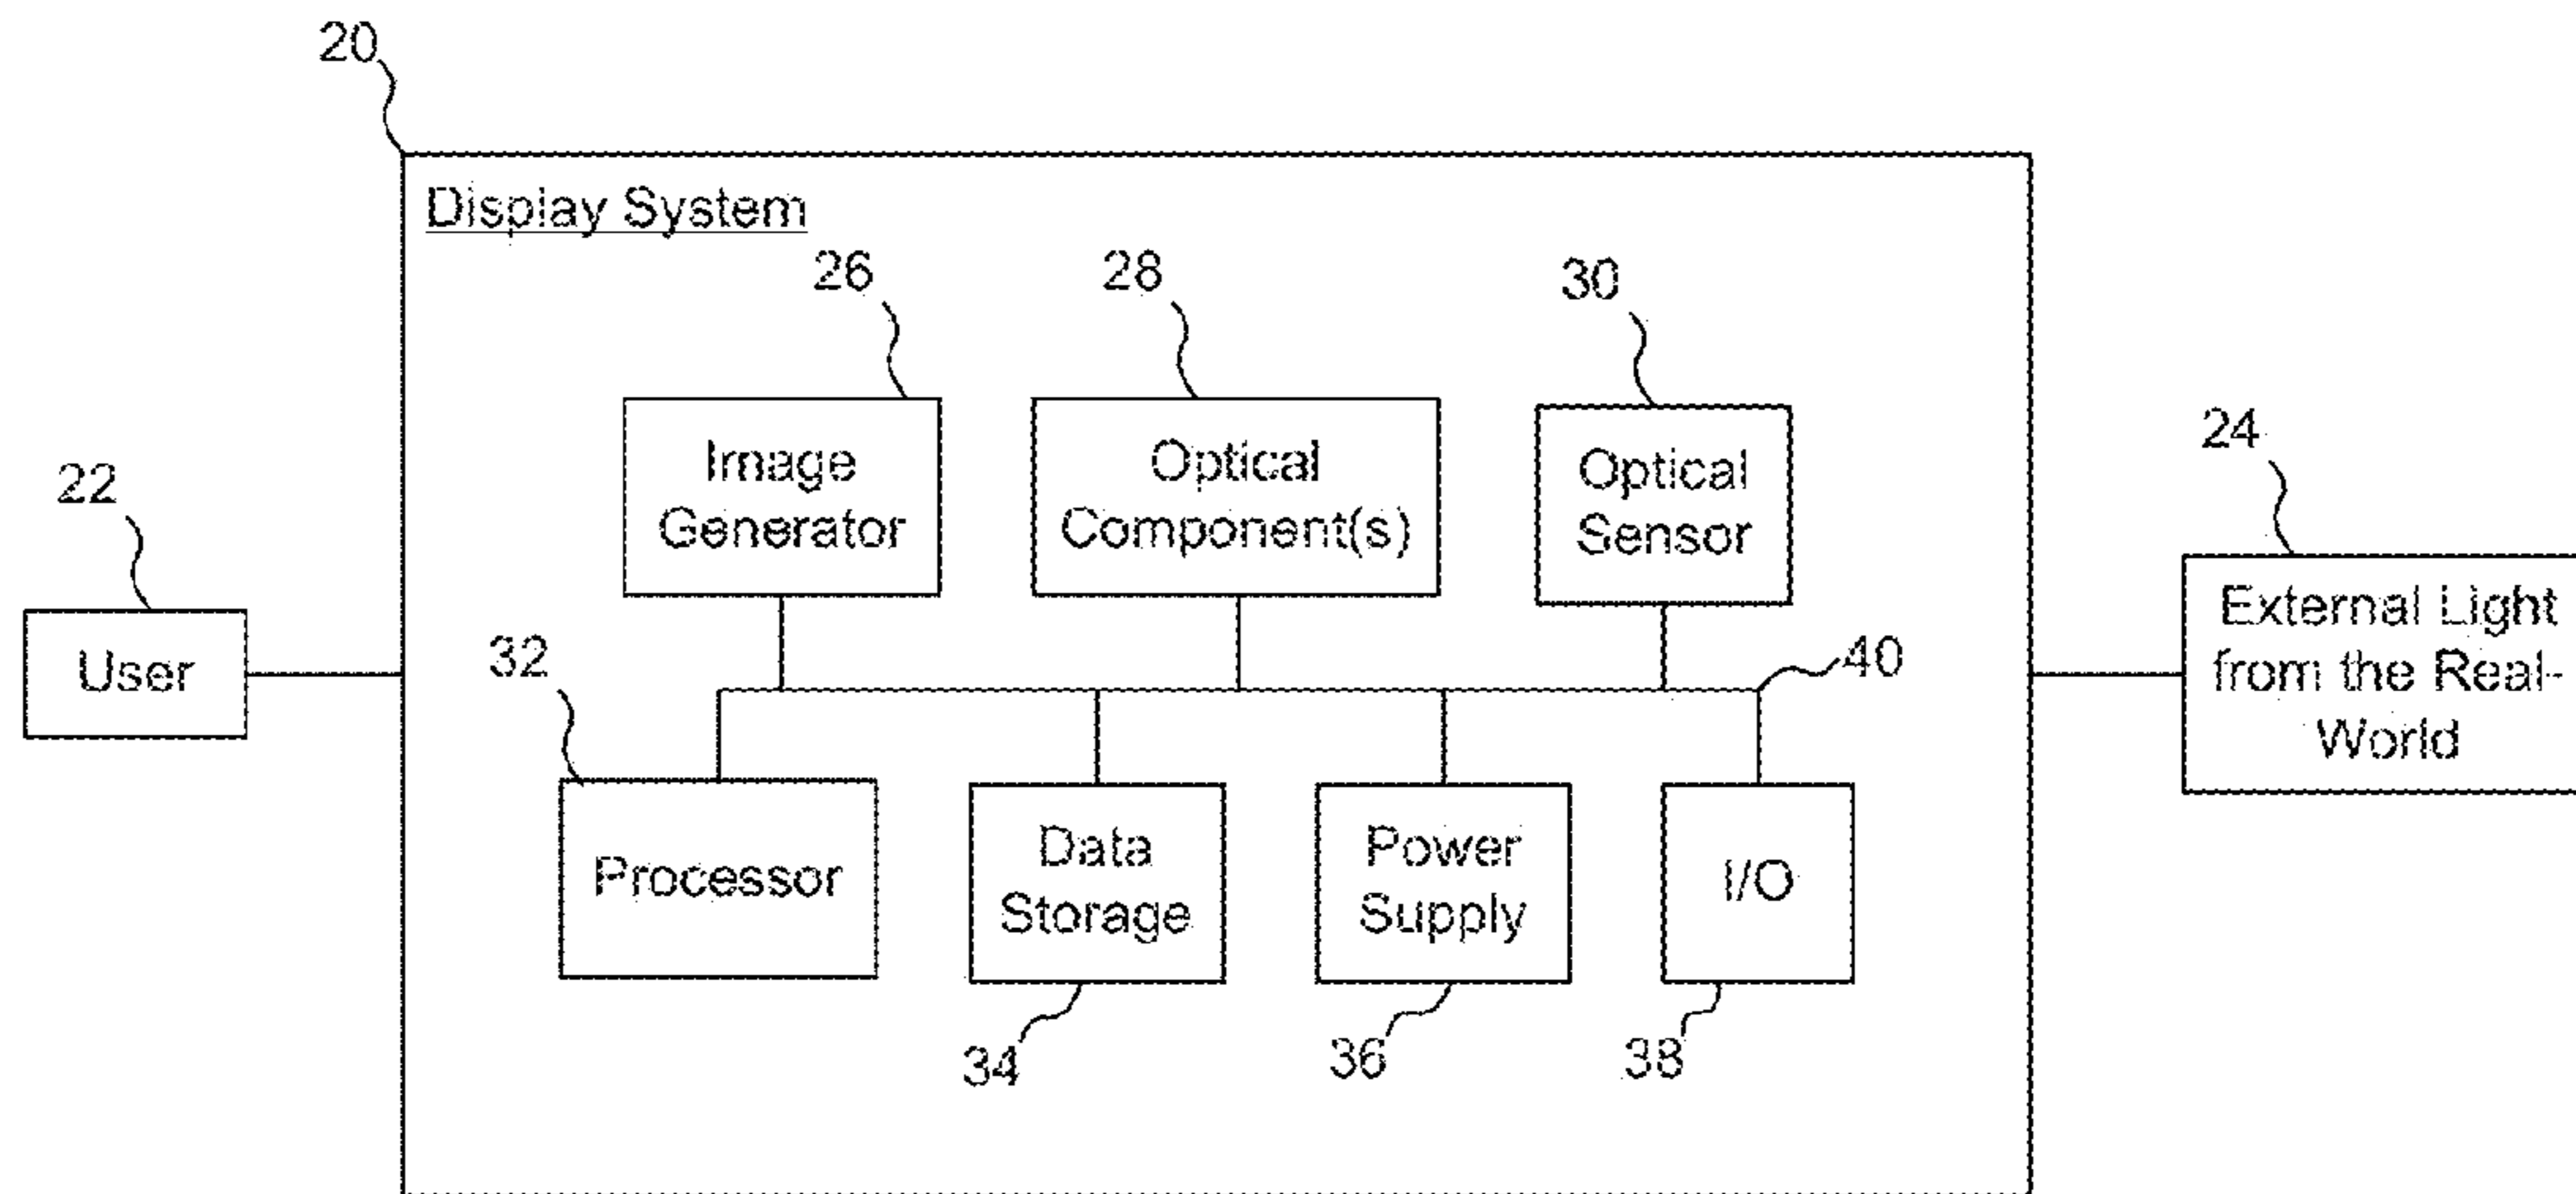 20
Display System
26
28
30
Image
Generator
Optical
Component(s)
Optical
Sensor
22
User
24
External Light
from the Real-
World
32
40
Processor
Data
Storage
Power
Supply
I/O
34
36
38